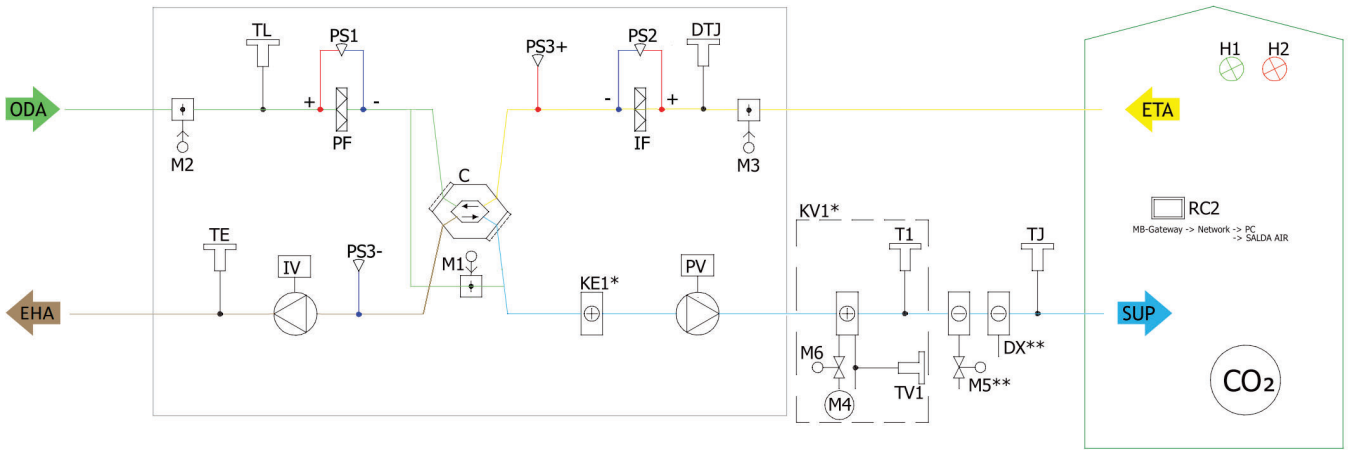 TL
PS1
PS3+
PS2
DTJ
H1
H2
ODA
+
-
-
+
ETA
M2
PF
IF
M3
C
RC2
MB-Gateway -> Network -> PC
-> SALDA AIR
KV1*
TE
PS3-
M1
T1
TJ
IV
KE1*
PV
EHA
SUP
M6
DX**
M5**
TV1
M4
CO₂